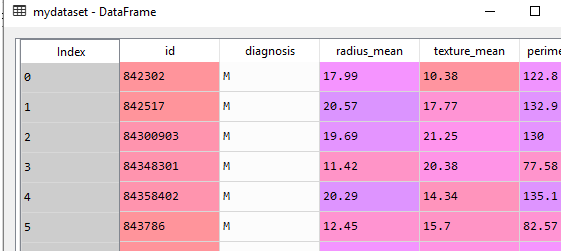 mydataset - DataFrame
Index id diagnosis radius_mean texture_mean perime
0 842302 M 17.99 10.38 122.8
1 842517 M 20.57 17.77 132.9
2 84300903 M 19.69 21.25 130
3 84348301 M 11.42 20.38 77.58
4 84358402 M 20.29 14.34 135.1
5 843786 M 12.45 15.7 82.57